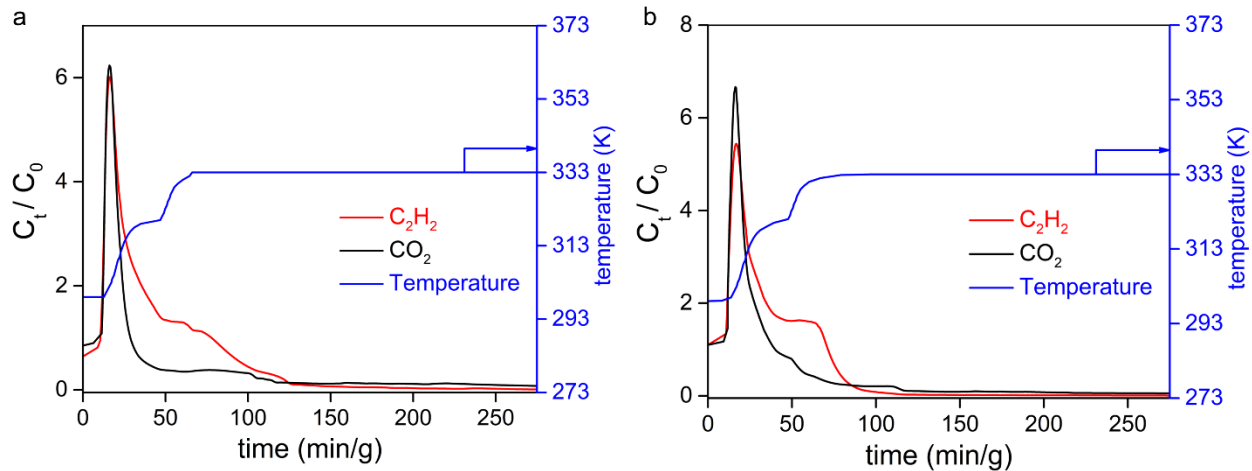 a
C₂H₂
CO₂
Temperature
C_t / C₀
0
2
4
6
0
50
100
150
200
250
time (min/g)
273
293
313
333
353
373
temperature (K)
b
C₂H₂
CO₂
Temperature
C_t / C₀
0
2
4
6
8
0
50
100
150
200
250
time (min/g)
273
293
313
333
353
373
temperature (K)